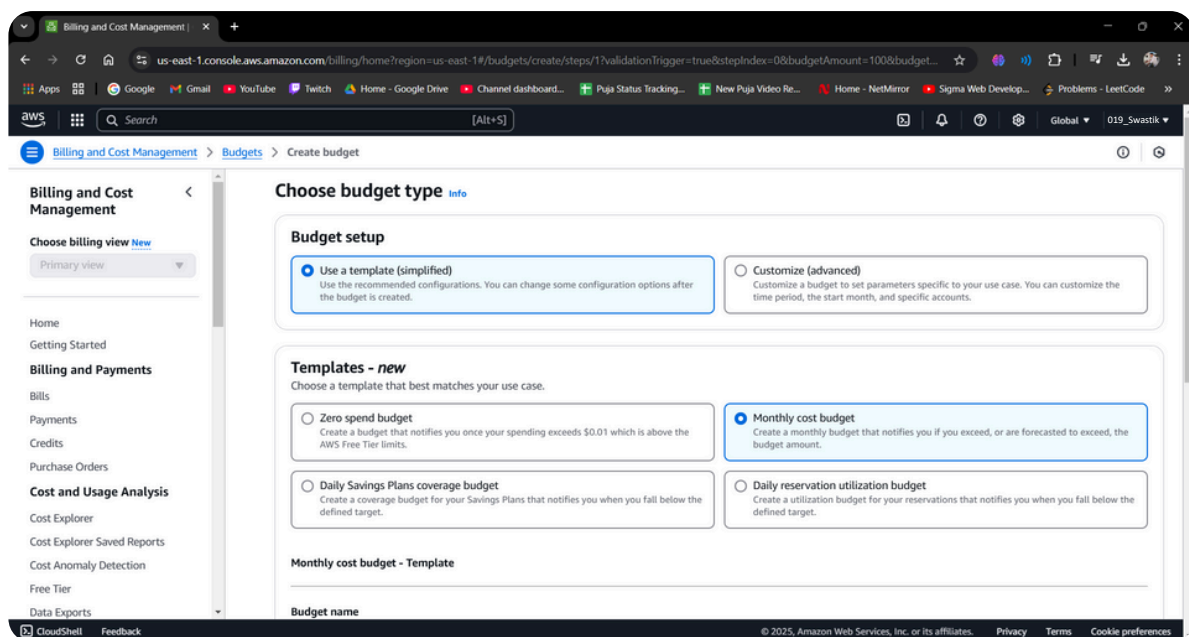 Billing and Cost Management |
us-east-1.console.aws.amazon.com/billing/home?region=us-east-1#/budgets/create/steps/1?validationTrigger=true&stepIndex=0&budgetAmount=100&budget...
Apps Google Gmail YouTube Twitch Home - Google Drive Channel dashboard... Puja Status Tracking... New Puja Video Re... Home - NetMirror Sigma Web Develop... Problems - LeetCode »
aws Search [Alt+S] Global 019_Swastik
Billing and Cost Management > Budgets > Create budget
Billing and Cost
Management
Choose billing view New
Primary view
Home
Getting Started
Billing and Payments
Bills
Payments
Credits
Purchase Orders
Cost and Usage Analysis
Cost Explorer
Cost Explorer Saved Reports
Cost Anomaly Detection
Free Tier
Data Exports
Choose budget type Info
Budget setup
Use a template (simplified)
Use the recommended configurations. You can change some configuration options after
the budget is created.
Customize (advanced)
Customize a budget to set parameters specific to your use case. You can customize the
time period, the start month, and specific accounts.
Templates - new
Choose a template that best matches your use case.
Zero spend budget
Create a budget that notifies you once your spending exceeds $0.01 which is above the
AWS Free Tier limits.
Monthly cost budget
Create a monthly budget that notifies you if you exceed, or are forecasted to exceed, the
budget amount.
Daily Savings Plans coverage budget
Create a coverage budget for your Savings Plans that notifies you when you fall below the
defined target.
Daily reservation utilization budget
Create a utilization budget for your reservations that notifies you when you fall below the
defined target.
Monthly cost budget - Template
Budget name
CloudShell Feedback © 2025, Amazon Web Services, Inc. or its affiliates. Privacy Terms Cookie preferences